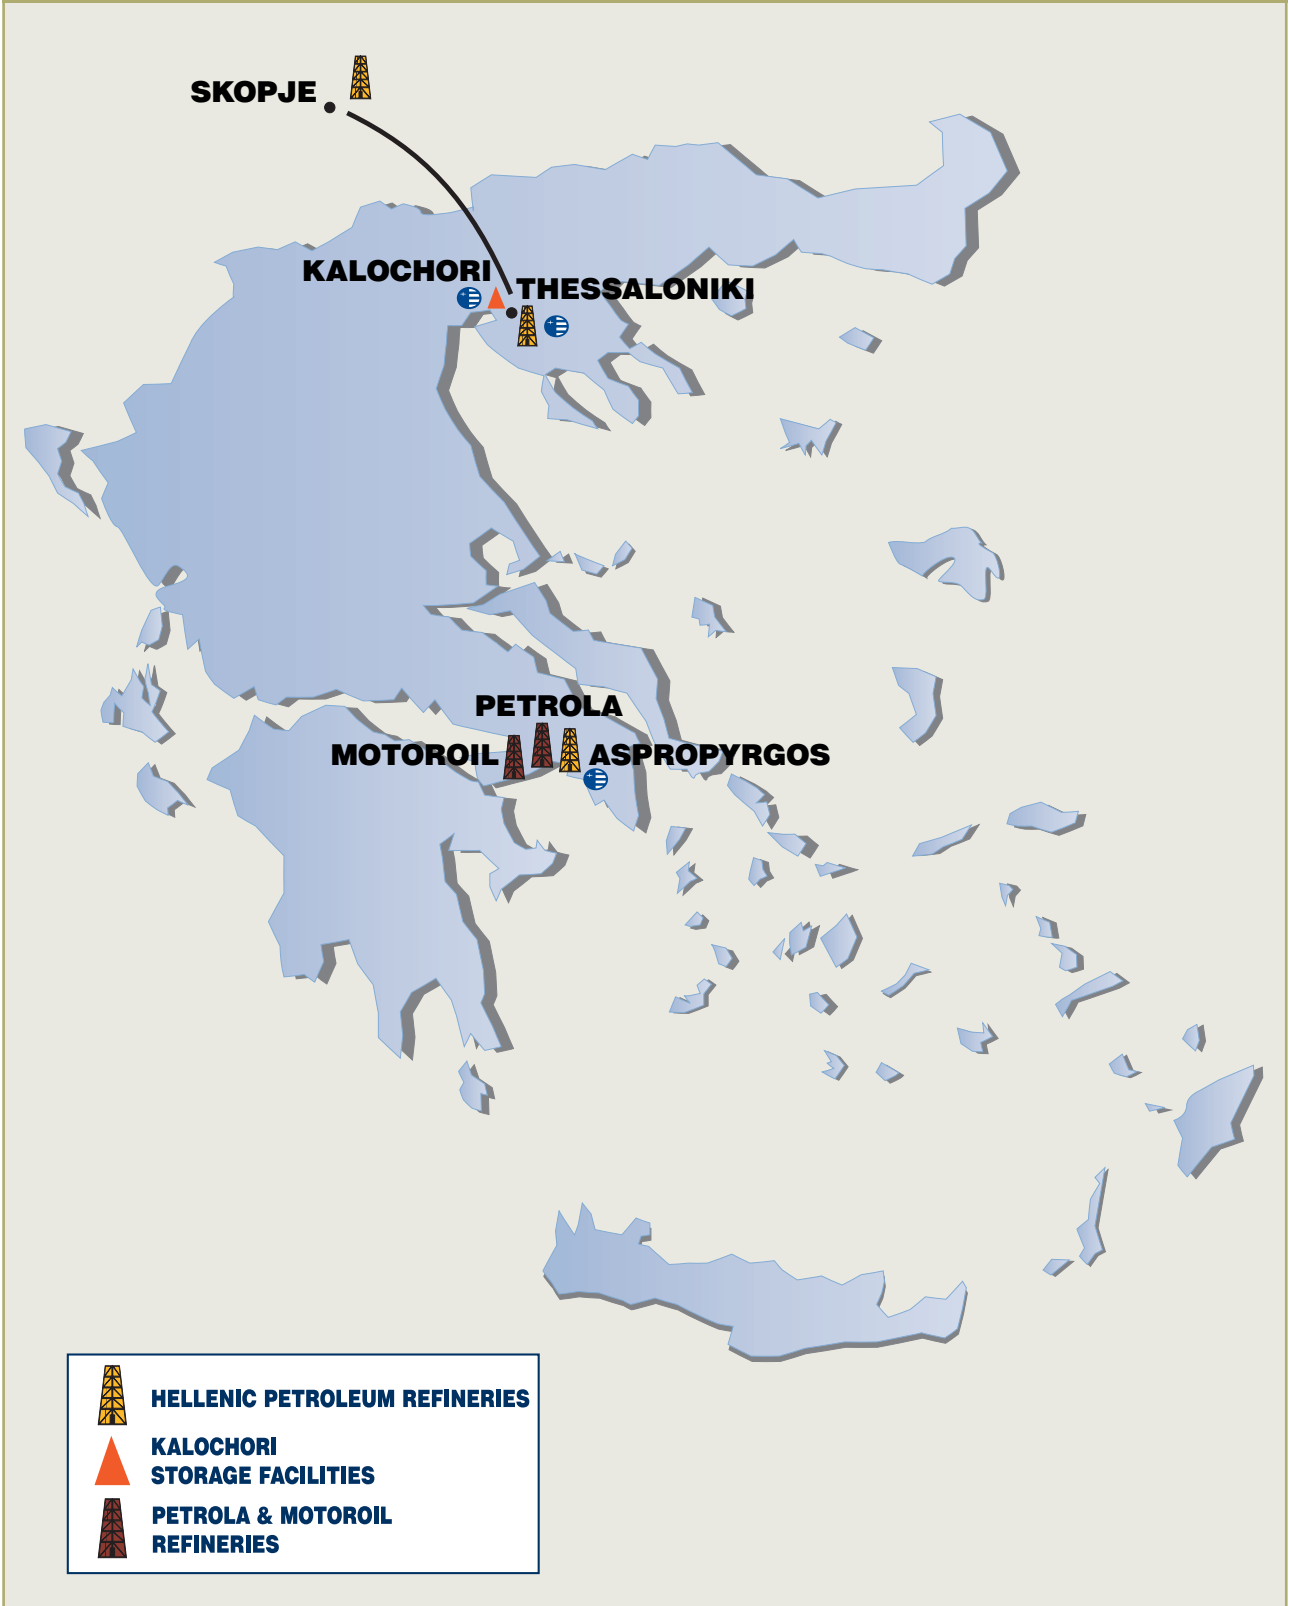 SKOPJE
KALOCHORI
THESSALONIKI
PETROLA
MOTOROIL
ASPROPYRGOS
HELLENIC PETROLEUM REFINERIES
KALOCHORI
STORAGE FACILITIES
PETROLA & MOTOROIL
REFINERIES